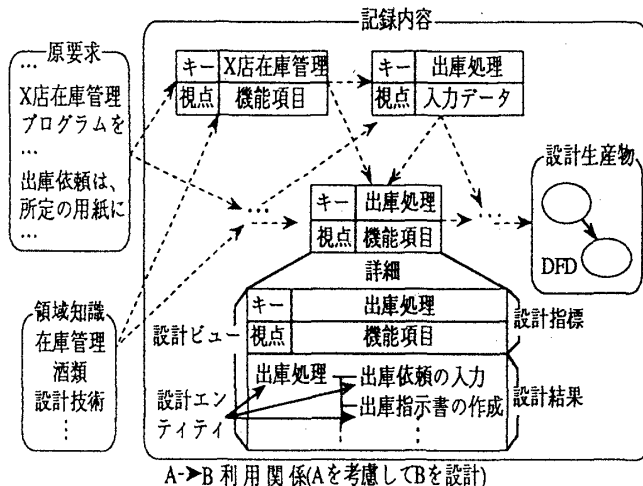 記録内容
原要求
…
X店在庫管理
プログラムを
…
出庫依頼は、
所定の用紙に
…
キー X店在庫管理
視点 機能項目
キー 出庫処理
視点 入力データ
設計生産物
DFD
…
キー 出庫処理
視点 機能項目
…
詳細
領域知識
在庫管理
酒類
設計技術
⋮
設計ビュー
キー 出庫処理
視点 機能項目
設計指標
出庫処理
出庫依頼の入力
出庫指示書の作成
⋮ ⋮
設計エン
ティティ
設計結果
A->B 利用関係(Aを考慮してBを設計)